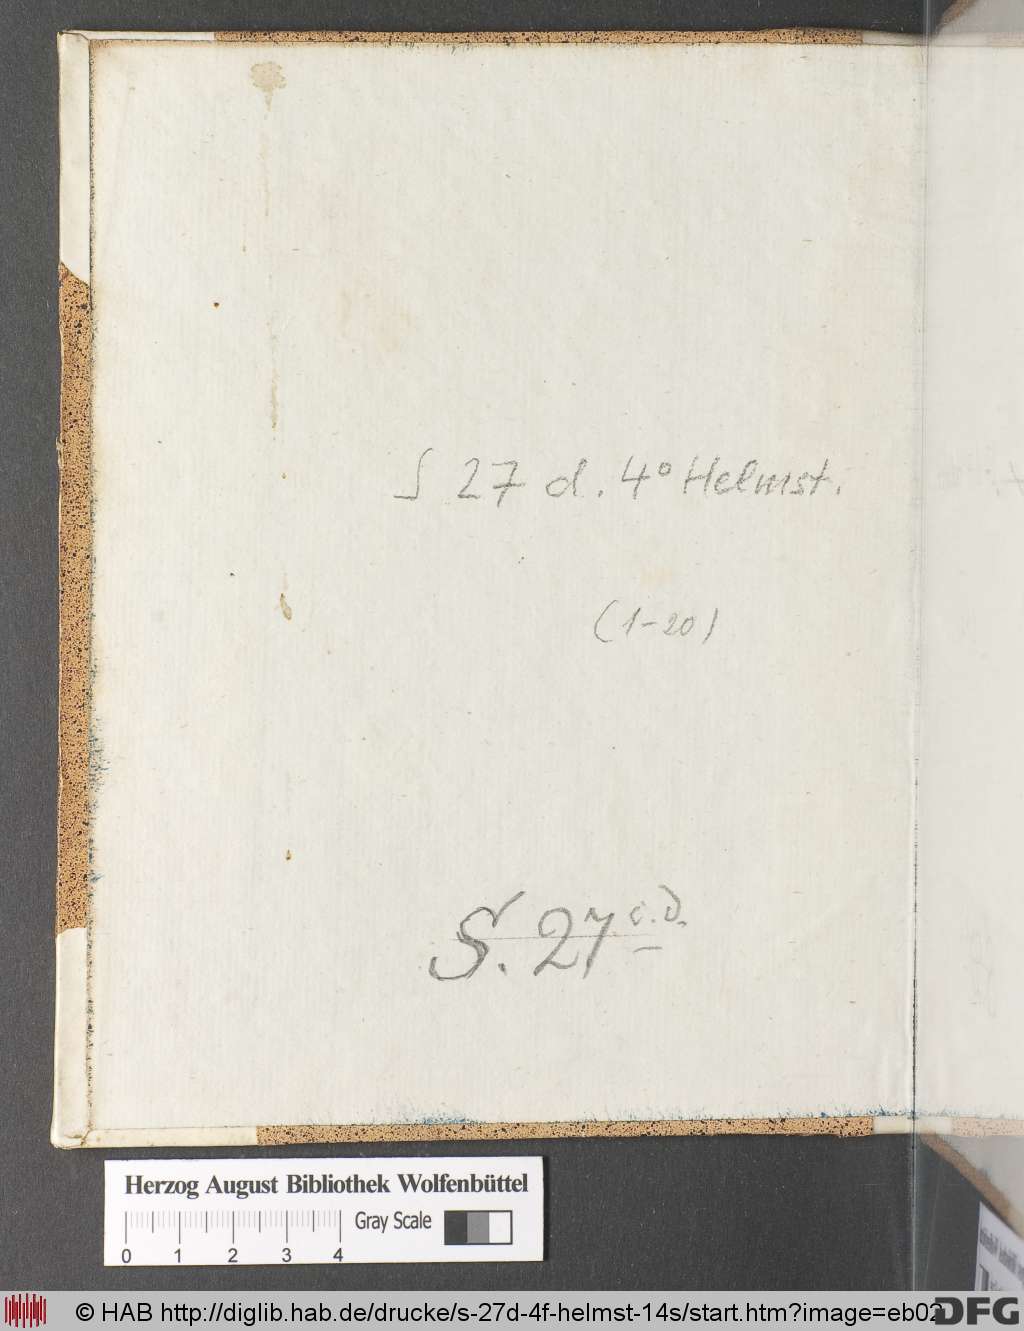 S 27 d. 4° Helmst.
(1-20)
S. 27 c.d.
Herzog August Bibliothek Wolfenbüttel
Gray Scale
0 1 2 3 4
© HAB http://diglib.hab.de/drucke/s-27d-4f-helmst-14s/start.htm?image=eb02
DFG